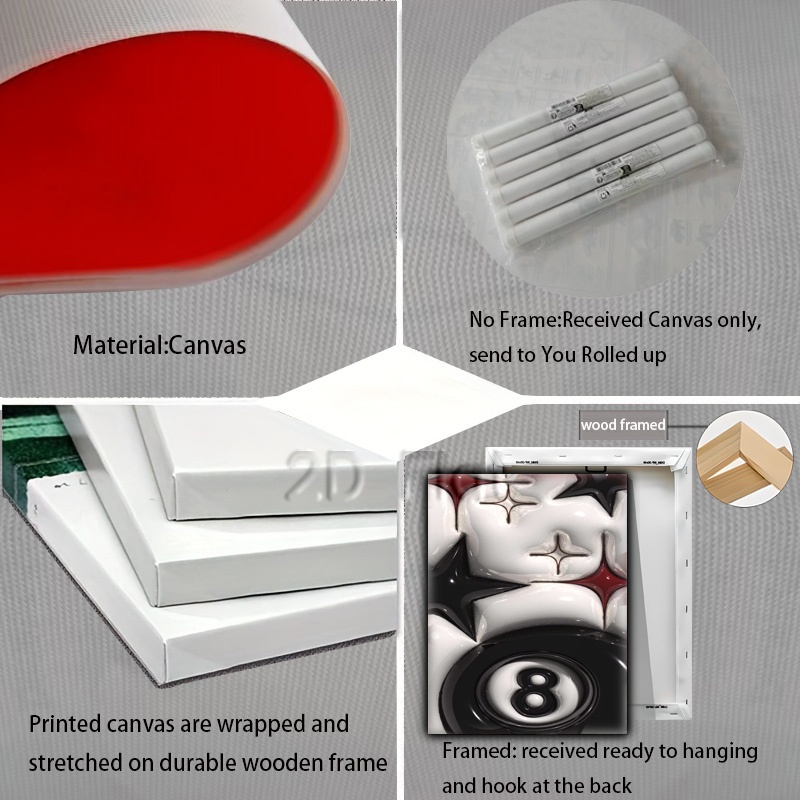 Material:Canvas
No Frame:Received Canvas only,
send to You Rolled up
2D
wood framed
8
Printed canvas are wrapped and
stretched on durable wooden frame
Framed: received ready to hanging
and hook at the back